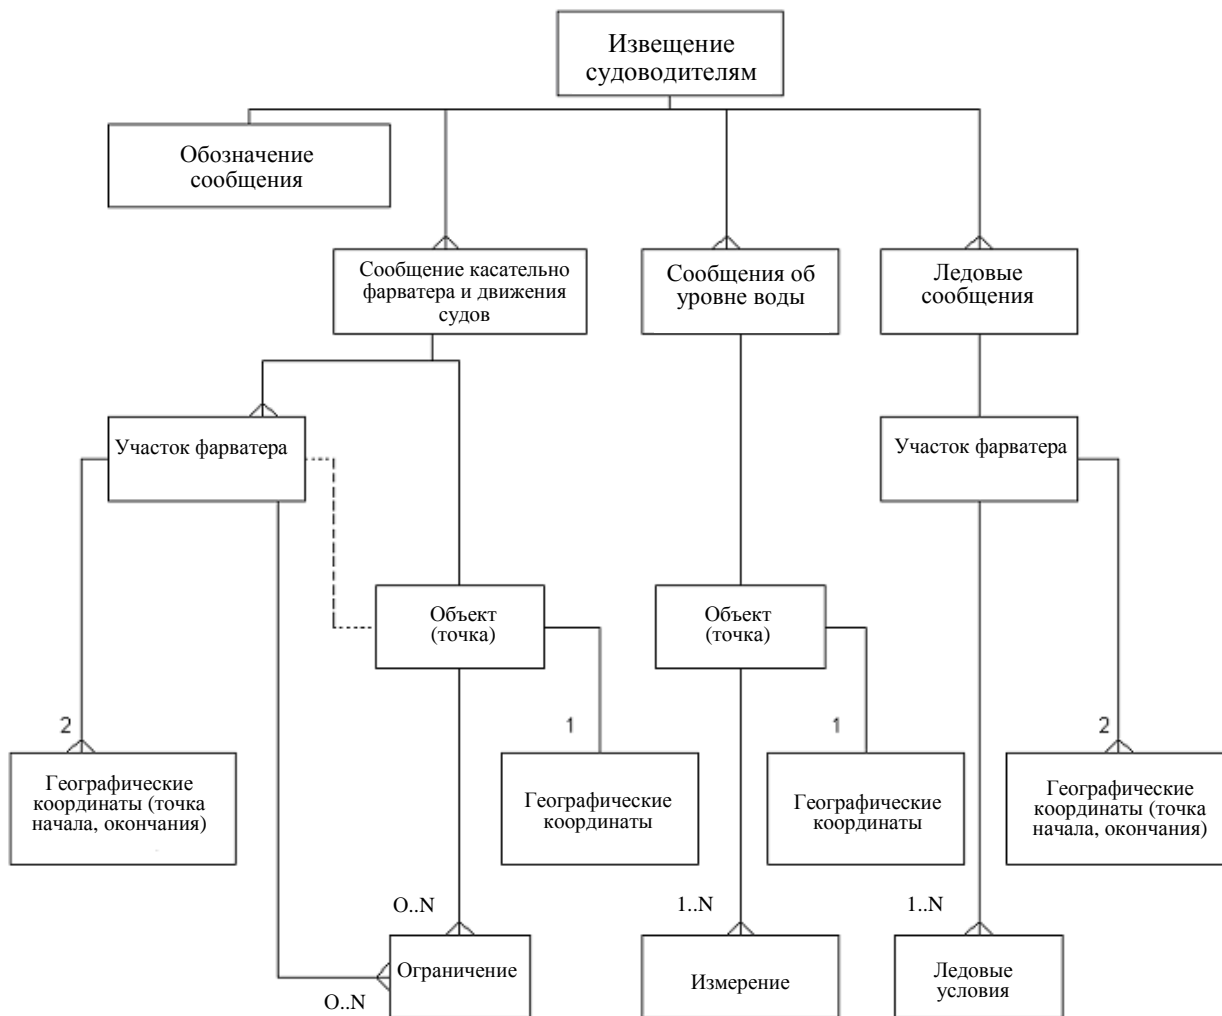 Извещение
судоводителям
Обозначение
сообщения
Сообщение касательно
фарватера и движения
судов
Сообщения об
уровне воды
Ледовые
сообщения
Участок фарватера
Участок фарватера
Объект
(точка)
Объект
(точка)
2
1
1
2
Географические
координаты (точка
начала, окончания)
Географические
координаты
Географические
координаты
Географические
координаты (точка
начала, окончания)
O..N
1..N
1..N
Ограничение
Измерение
Ледовые
условия
O..N